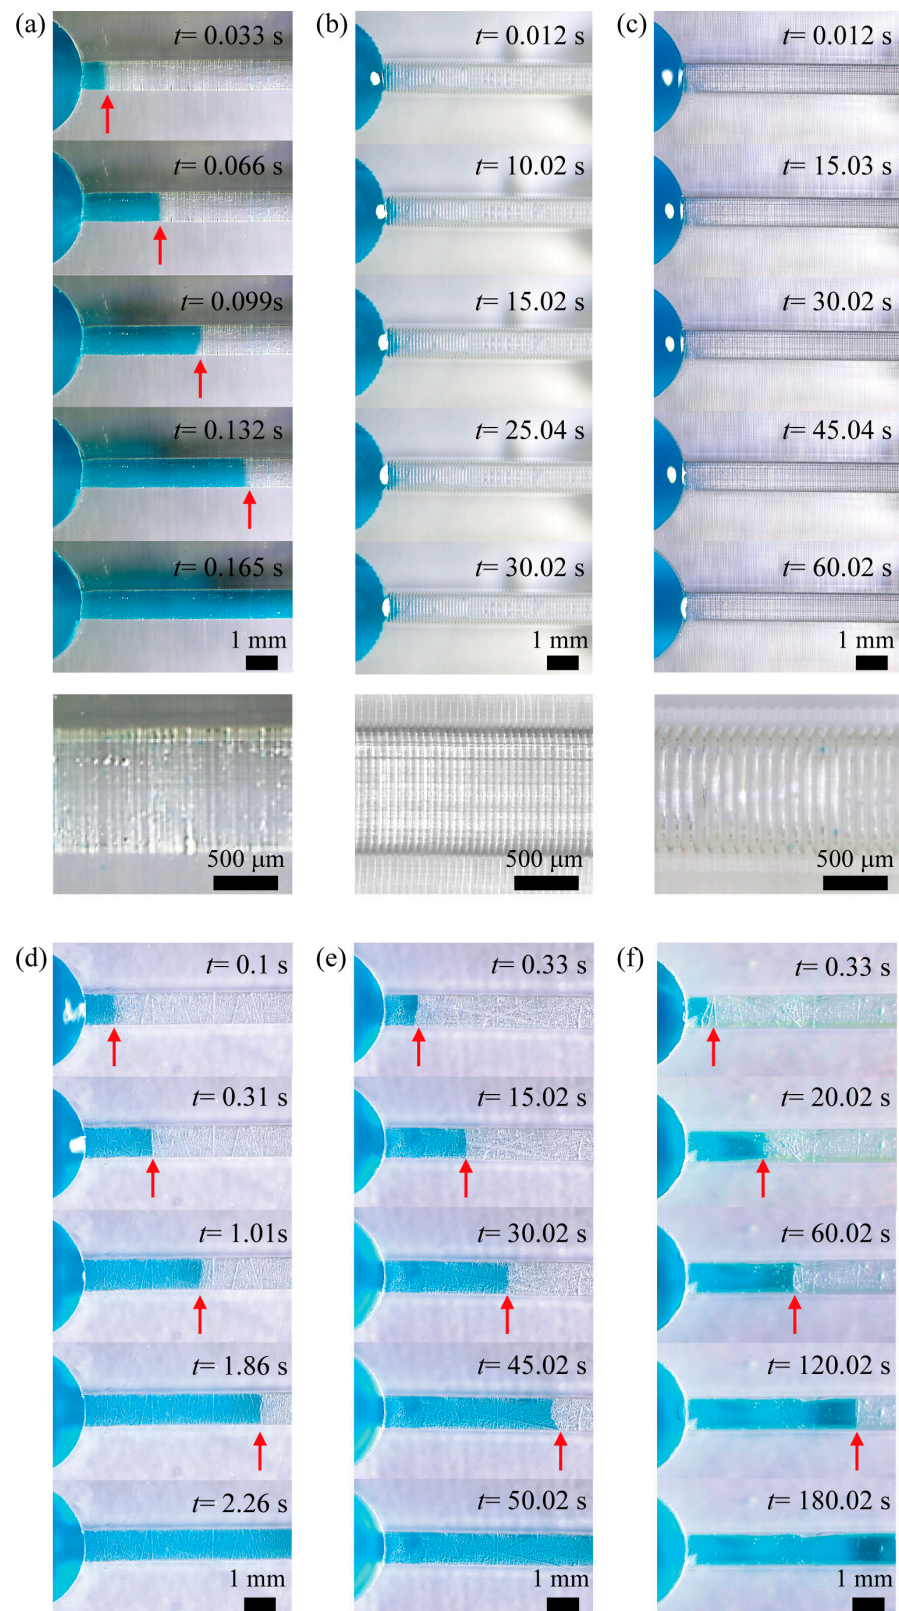 (a)
t= 0.033 s
t= 0.066 s
t= 0.099s
t= 0.132 s
t= 0.165 s
1 mm
500 μm
(b)
t= 0.012 s
t= 10.02 s
t= 15.02 s
t= 25.04 s
t= 30.02 s
1 mm
500 μm
(c)
t= 0.012 s
t= 15.03 s
t= 30.02 s
t= 45.04 s
t= 60.02 s
1 mm
500 μm
(d)
t= 0.1 s
t= 0.31 s
t= 1.01s
t= 1.86 s
t= 2.26 s
1 mm
(e)
t= 0.33 s
t= 15.02 s
t= 30.02 s
t= 45.02 s
t= 50.02 s
1 mm
(f)
t= 0.33 s
t= 20.02 s
t= 60.02 s
t= 120.02 s
t= 180.02 s
1 mm